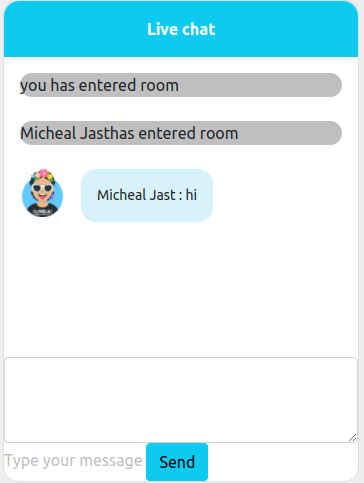 Live chat
you has entered room
Micheal Jasthas entered room
Micheal Jast : hi
Type your message Send